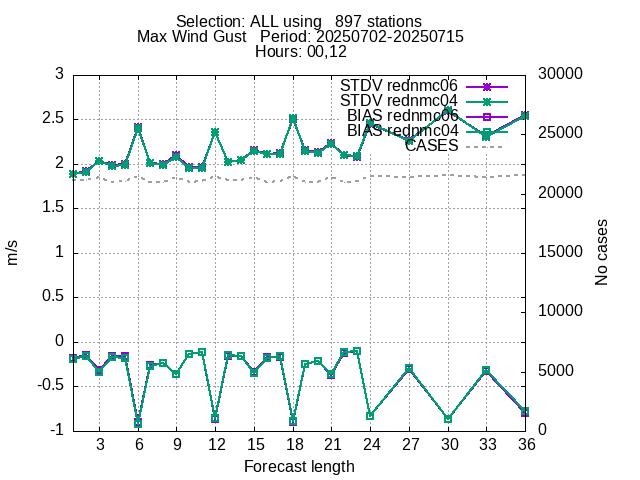 Selection: ALL using   897 stations
Max Wind Gust   Period: 20250702-20250715
Hours: 00,12
3
2.5
2
1.5
1
0.5
0
-0.5
-1
30000
25000
20000
15000
10000
5000
0
STDV rednmc06
STDV rednmc04
BIAS rednmc06
BIAS rednmc04
CASES
m/s
No cases
3 6 9 12 15 18 21 24 27 30 33 36
Forecast length